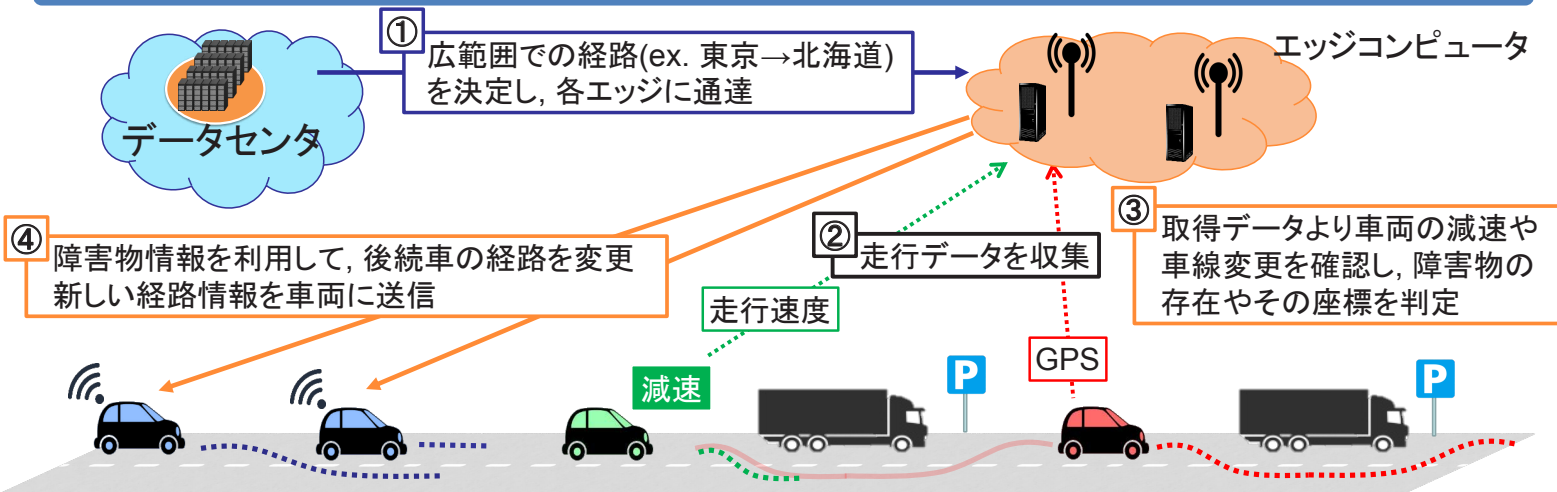 ①
広範囲での経路(ex. 東京→北海道)
を決定し, 各エッジに通達
エッジコンピュータ
データセンタ
④
障害物情報を利用して, 後続車の経路を変更
新しい経路情報を車両に送信
②
走行データを収集
③
取得データより車両の減速や
車線変更を確認し, 障害物の
存在やその座標を判定
走行速度
GPS
減速
P
P